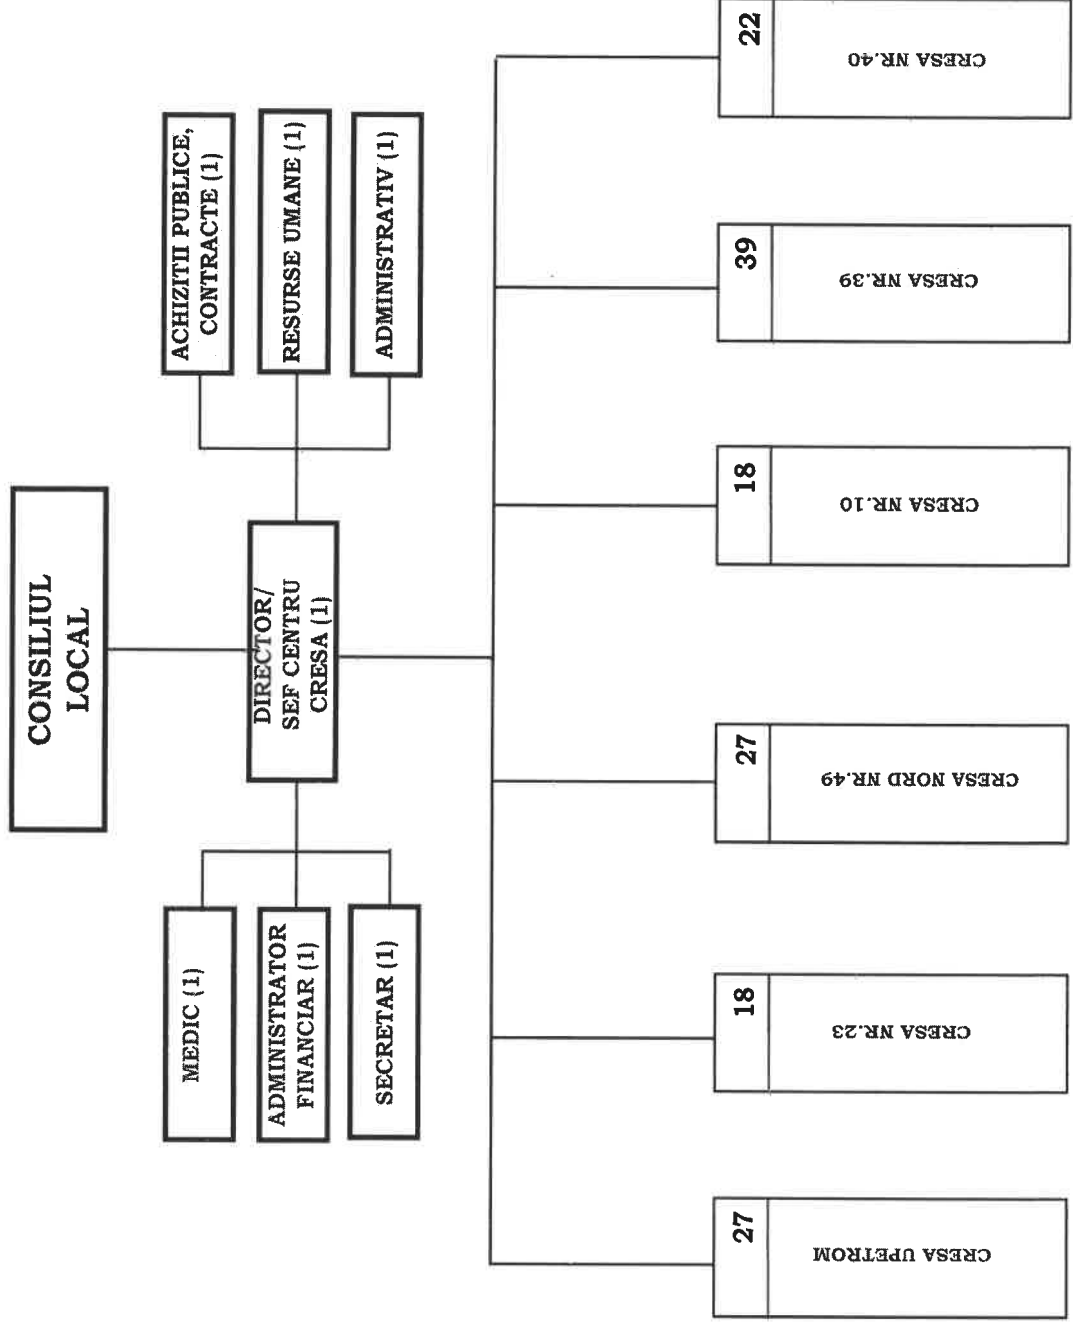 CONSILIUL
LOCAL
MEDIC (1)
ADMINISTRATOR
FINANCIAR (1)
SECRETAR (1)
DIRECTOR/
SEF CENTRU
CRESA (1)
ACHIZITII PUBLICE,
CONTRACTE (1)
RESURSE UMANE (1)
ADMINISTRATIV (1)
27
CRESA UPETROM
18
CRESA NR.23
27
CRESA NORD NR.49
18
CRESA NR.10
39
CRESA NR.39
22
CRESA NR.40